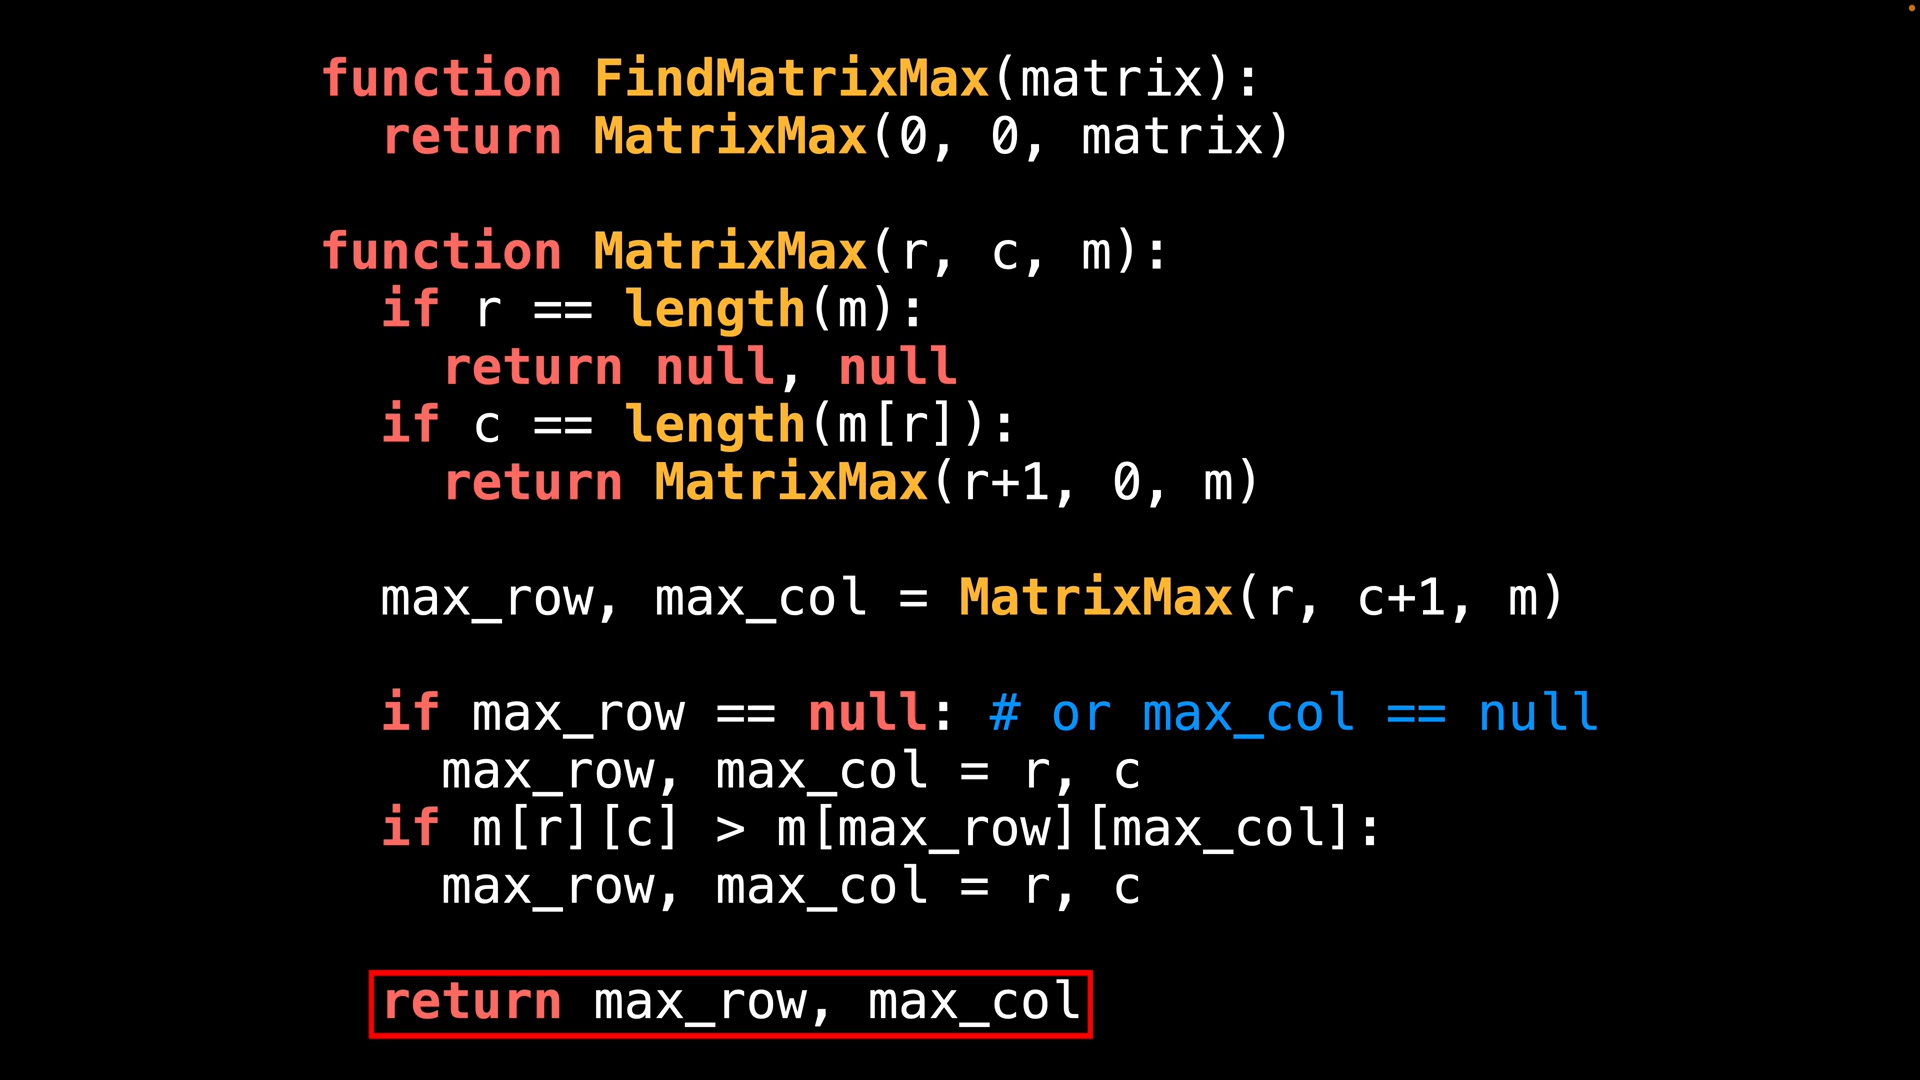 function FindMatrixMax(matrix):
  return MatrixMax(0, 0, matrix)

function MatrixMax(r, c, m):
  if r == length(m):
    return null, null
  if c == length(m[r]):
    return MatrixMax(r+1, 0, m)

  max_row, max_col = MatrixMax(r, c+1, m)

  if max_row == null: # or max_col == null
    max_row, max_col = r, c
  if m[r][c] > m[max_row][max_col]:
    max_row, max_col = r, c

  return max_row, max_col